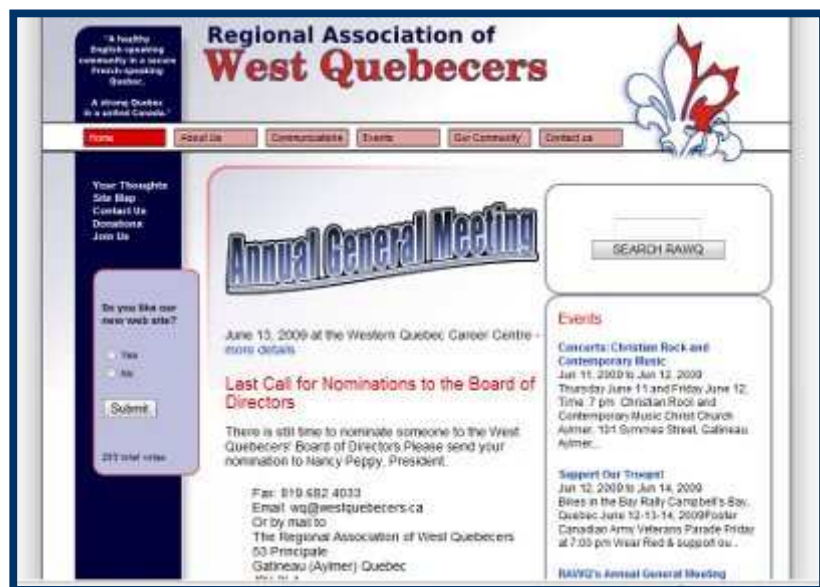 "A healthy
English-speaking
community in a secure
French-speaking
Quebec.
A strong Quebec
in a united Canada."
Regional Association of
West Quebecers
Home
About Us
Communications
Events
Our Community
Contact us
Your Thoughts
Site Map
Contact Us
Donations
Join Us
Do you like our
new web site?
Yes
No
Submit
total votes
Annual General Meeting
June 13, 2009 at the Western Quebec Career Centre -
more details
Last Call for Nominations to the Board of
Directors
There is still time to nominate someone to the West
Quebecers' Board of Directors Please send your
nomination to Nancy Peppy, President.
Fax: 819.682.4033
Email: wq@westquebecers.ca
Or by mail to
The Regional Association of West Quebecers
53 Principale
Gatineau (Aylmer) Quebec
SEARCH RAWQ
Events
Concerts: Christian Rock and
Contemporary Music
Jun 11, 2009 to Jun 12, 2009
Thursday June 11 and Friday June 12,
Time: 7 pm Christian Rock and
Contemporary Music Christ Church
Aylmer, 101 Symmes Street, Gatineau
Aylmer...
Support Our Troops!
Jun 12, 2009 to Jun 14, 2009
Bikes in the Bay Rally Campbell's Bay,
Quebec June 12-13-14, 2009Foster
Canadian Army Veterans Parade Friday
at 7:00 pm Wear Red & support ou...
RAWQ's Annual General Meeting